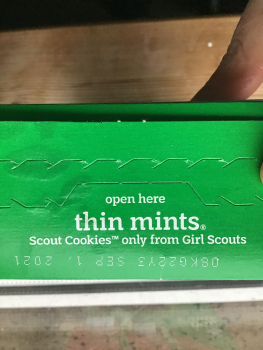 open here
thin mints®
Scout Cookies™ only from Girl Scouts
08KG22Y3 SEP 1, 2021